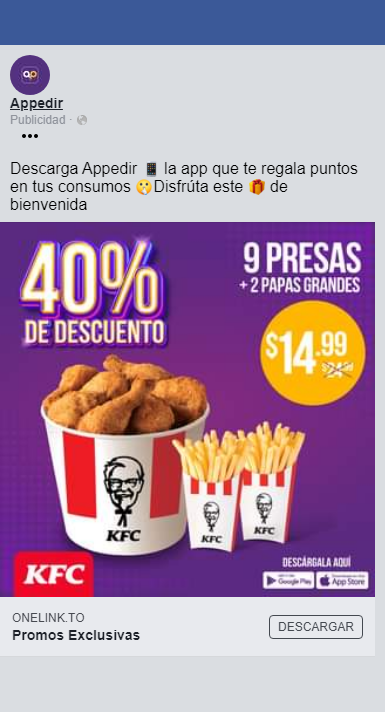 ap
Appedir
Publicidad ·
Descarga Appedir 📱 la app que te regala puntos
en tus consumos 🤫Disfrúta este 🎁 de
bienvenida
40%
DE DESCUENTO
9 PRESAS
+ 2 PAPAS GRANDES
$14.99
KFC
KFC
KFC
KFC
DESCÁRGALA AQUÍ
Google Play
App Store
ONELINK.TO
Promos Exclusivas
DESCARGAR